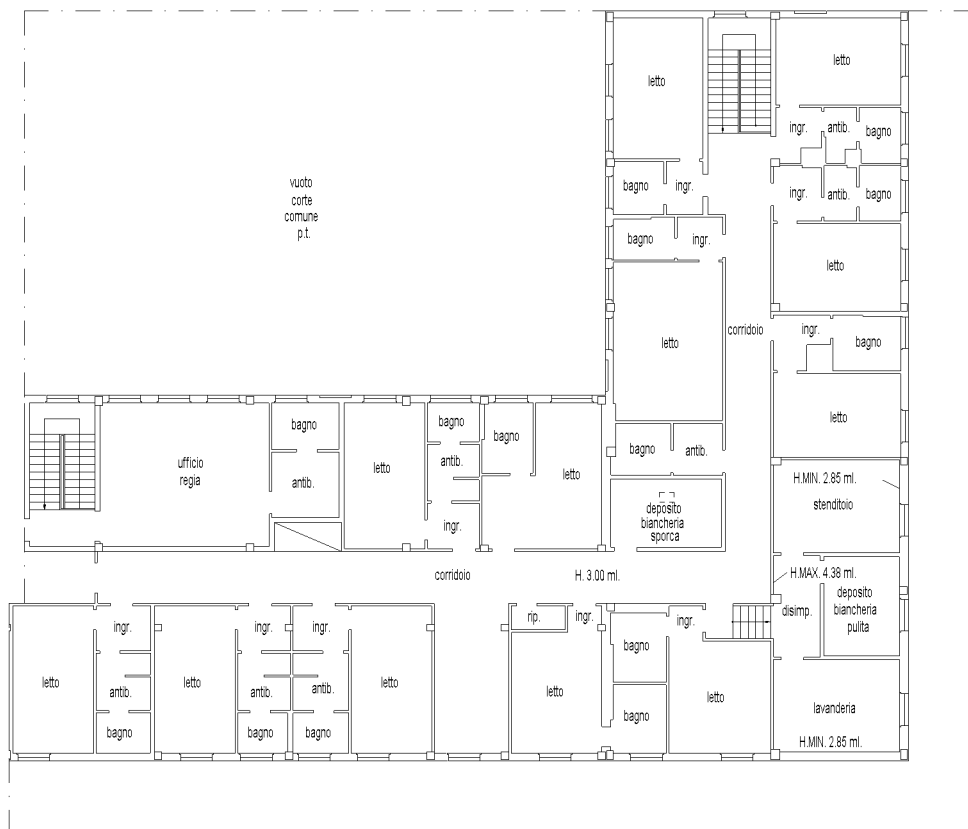 letto
letto
ingr.
antib.
bagno
vuoto
corte
comune
p.t.
bagno
ingr.
ingr.
antib.
bagno
bagno
ingr.
letto
corridoio
ingr.
bagno
letto
letto
bagno
ufficio
regia
antib.
letto
bagno
antib.
ingr.
bagno
letto
bagno
antib.
deposito
biancheria
sporca
H.MIN. 2.85 ml.
stenditoio
corridoio
H. 3.00 ml.
H.MAX. 4.38 ml.
deposito
biancheria
pulita
disimp.
ingr.
ingr.
ingr.
rip.
ingr.
ingr.
bagno
letto
antib.
letto
antib.
antib.
letto
letto
letto
bagno
bagno
bagno
bagno
lavanderia
H.MIN. 2.85 ml.